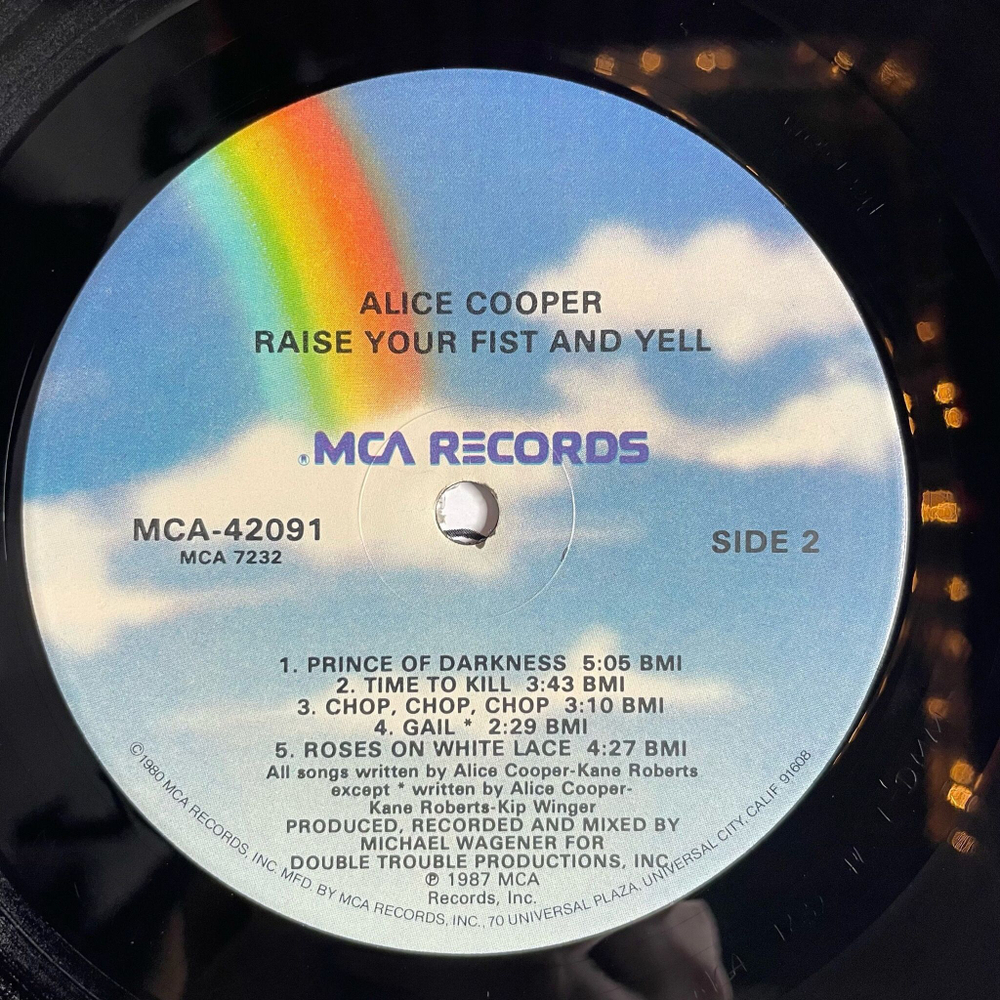 ALICE COOPER
RAISE YOUR FIST AND YELL
®MCA RECORDS
MCA-42091
MCA 7232
SIDE 2
1. PRINCE OF DARKNESS 5:05 BMI
2. TIME TO KILL 3:43 BMI
3. CHOP, CHOP, CHOP 3:10 BMI
4. GAIL * 2:29 BMI
5. ROSES ON WHITE LACE 4:27 BMI
All songs written by Alice Cooper-Kane Roberts
except * written by Alice Cooper-
Kane Roberts-Kip Winger
PRODUCED, RECORDED AND MIXED BY
MICHAEL WAGENER FOR
DOUBLE TROUBLE PRODUCTIONS, INC.
℗ 1987 MCA
Records, Inc.
©1980 MCA RECORDS, INC. MFD. BY MCA RECORDS, INC., 70 UNIVERSAL PLAZA, UNIVERSAL CITY, CALIF. 91608